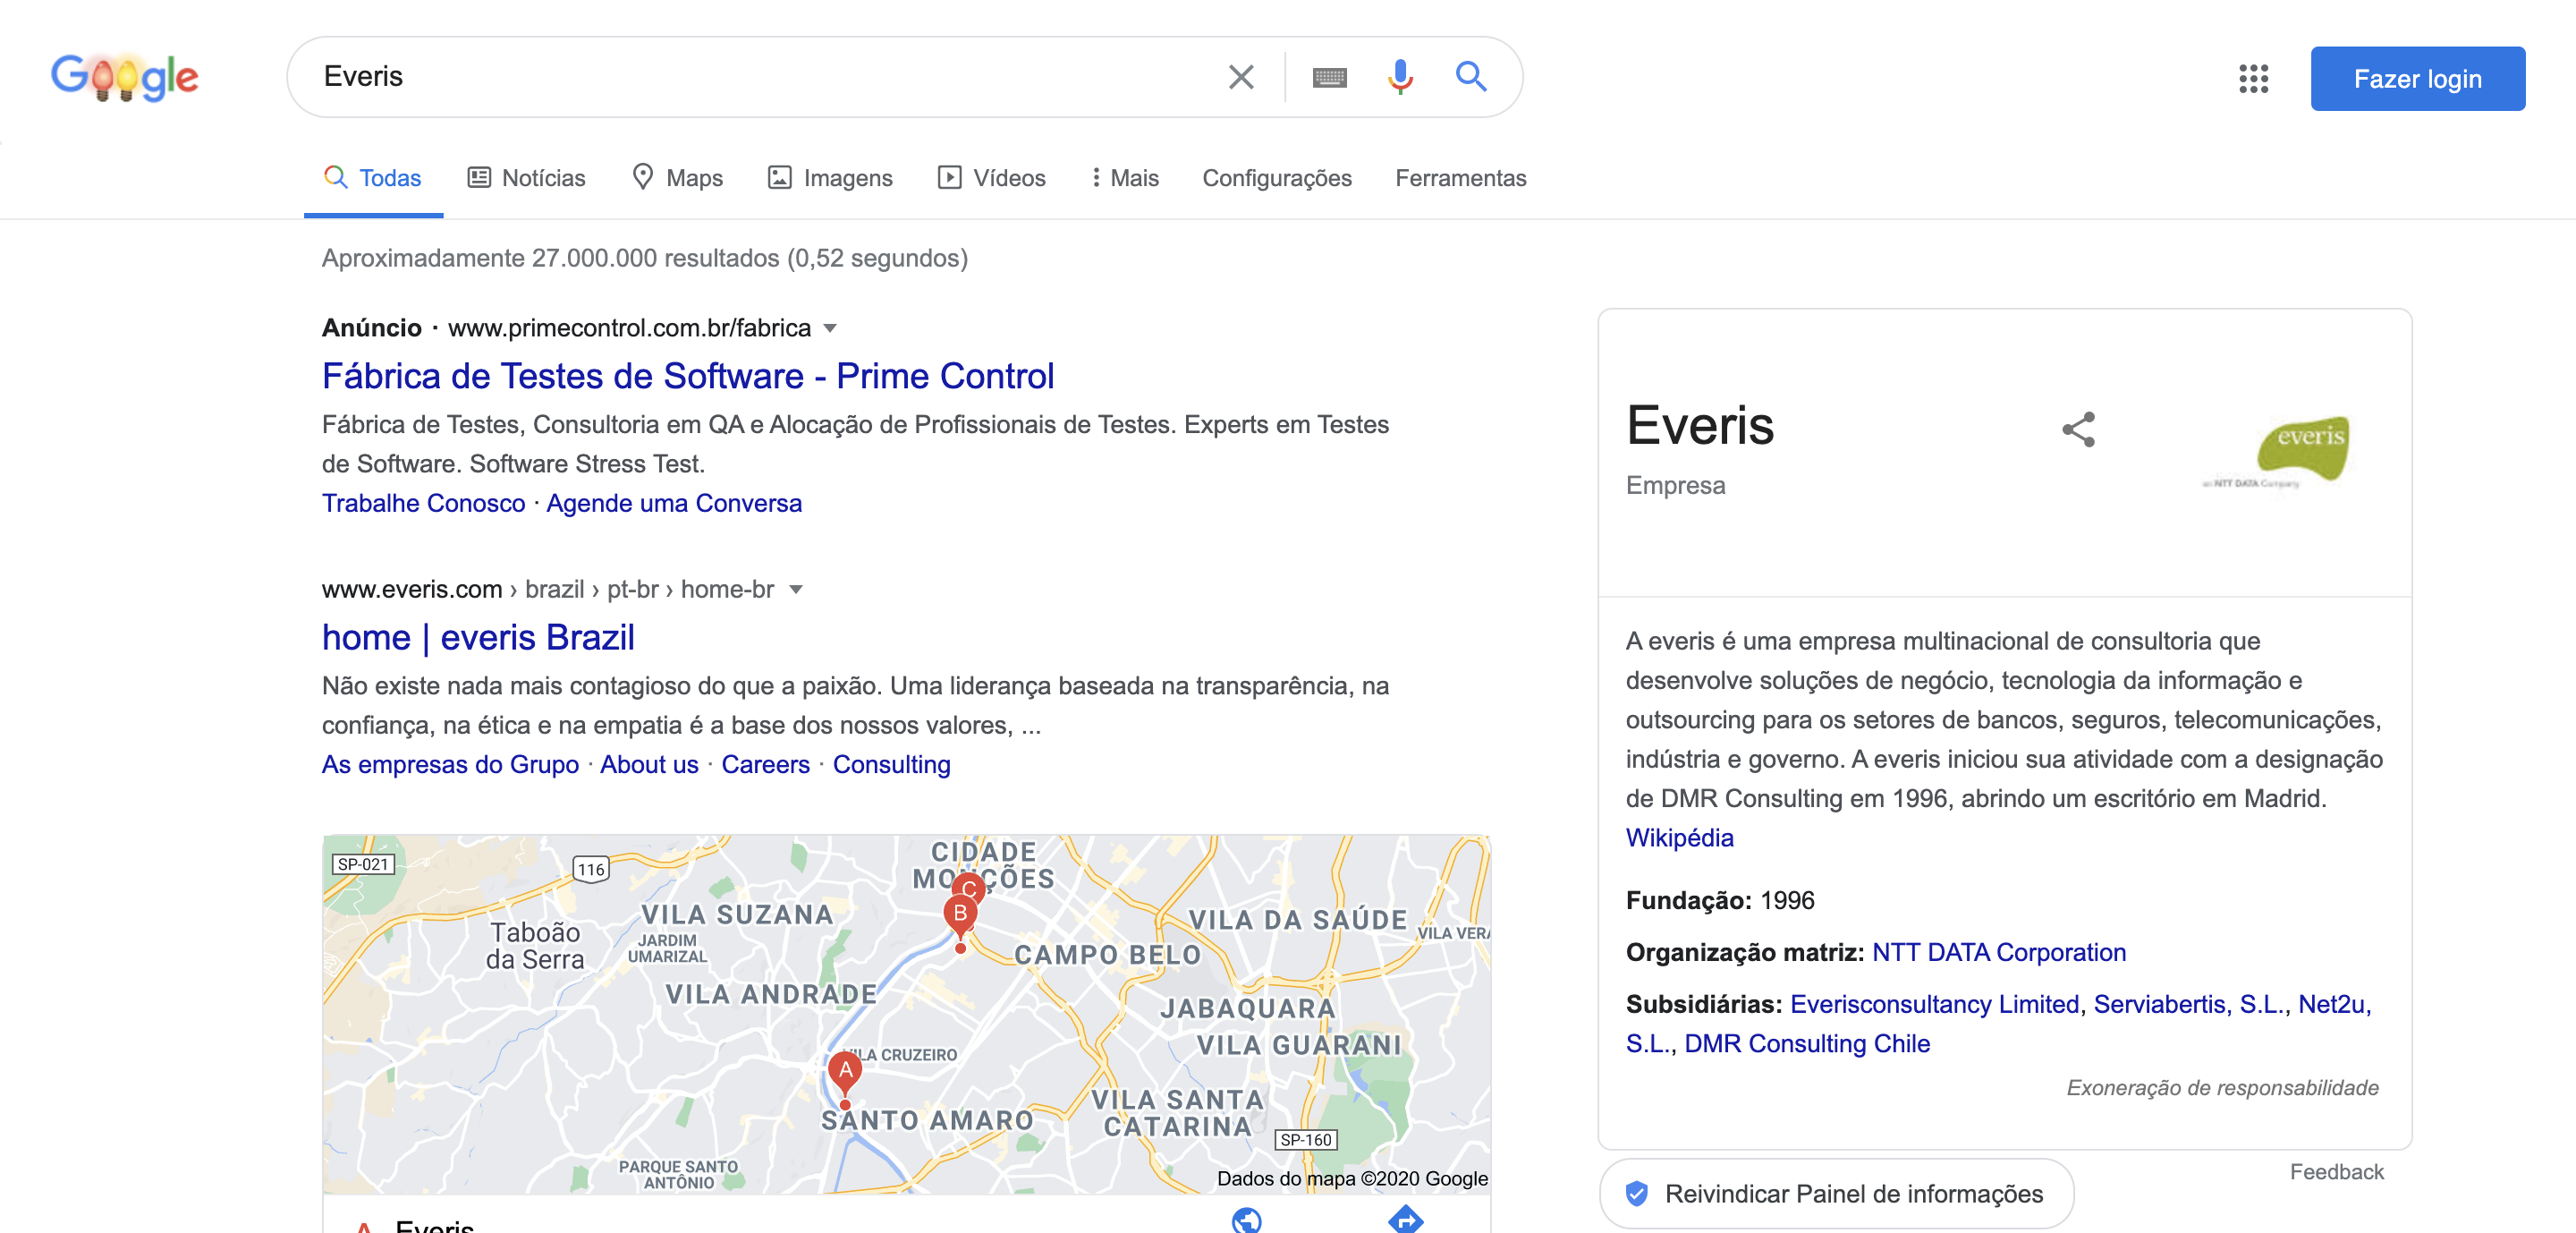 Google
Everis
Fazer login
Todas
Notícias
Maps
Imagens
Vídeos
Mais
Configurações
Ferramentas
Aproximadamente 27.000.000 resultados (0,52 segundos)
Anúncio · www.primecontrol.com.br/fabrica
Fábrica de Testes de Software - Prime Control
Fábrica de Testes, Consultoria em QA e Alocação de Profissionais de Testes. Experts em Testes
de Software. Software Stress Test.
Trabalhe Conosco · Agende uma Conversa
www.everis.com › brazil › pt-br › home-br
home | everis Brazil
Não existe nada mais contagioso do que a paixão. Uma liderança baseada na transparência, na
confiança, na ética e na empatia é a base dos nossos valores, ...
As empresas do Grupo · About us · Careers · Consulting
SP-021
116
CIDADE
MONÇÕES
C
B
VILA SUZANA
VILA DA SAÚDE
VILA VERA
Taboão
da Serra
JARDIM
UMARIZAL
CAMPO BELO
VILA ANDRADE
JABAQUARA
VILA GUARANI
VILA CRUZEIRO
A
SANTO AMARO
VILA SANTA
CATARINA
SP-160
PARQUE SANTO
ANTÔNIO
Dados do mapa ©2020 Google
A Everis
Everis
Empresa
everis
an NTT DATA Company
A everis é uma empresa multinacional de consultoria que
desenvolve soluções de negócio, tecnologia da informação e
outsourcing para os setores de bancos, seguros, telecomunicações,
indústria e governo. A everis iniciou sua atividade com a designação
de DMR Consulting em 1996, abrindo um escritório em Madrid.
Wikipédia
Fundação: 1996
Organização matriz: NTT DATA Corporation
Subsidiárias: Everisconsultancy Limited, Serviabertis, S.L., Net2u,
S.L., DMR Consulting Chile
Exoneração de responsabilidade
Feedback
Reivindicar Painel de informações